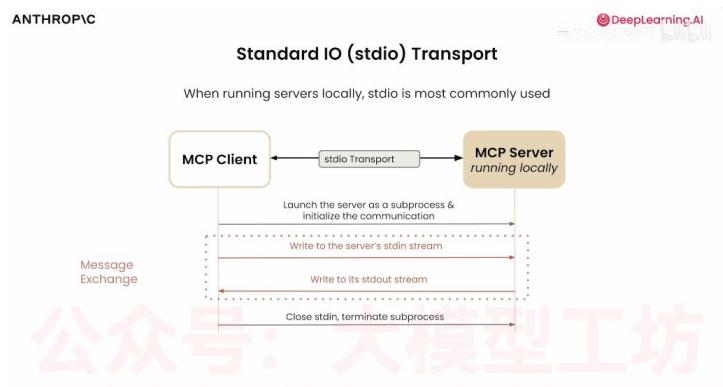 ANTHROP\C
DeepLearning.AI
Standard IO (stdio) Transport
When running servers locally, stdio is most commonly used
MCP Client
stdio Transport
MCP Server
running locally
Launch the server as a subprocess &
initialize the communication
Write to the server's stdin stream
Message
Exchange
Write to its stdout stream
Close stdin, terminate subprocess
公众号：大模型工坊